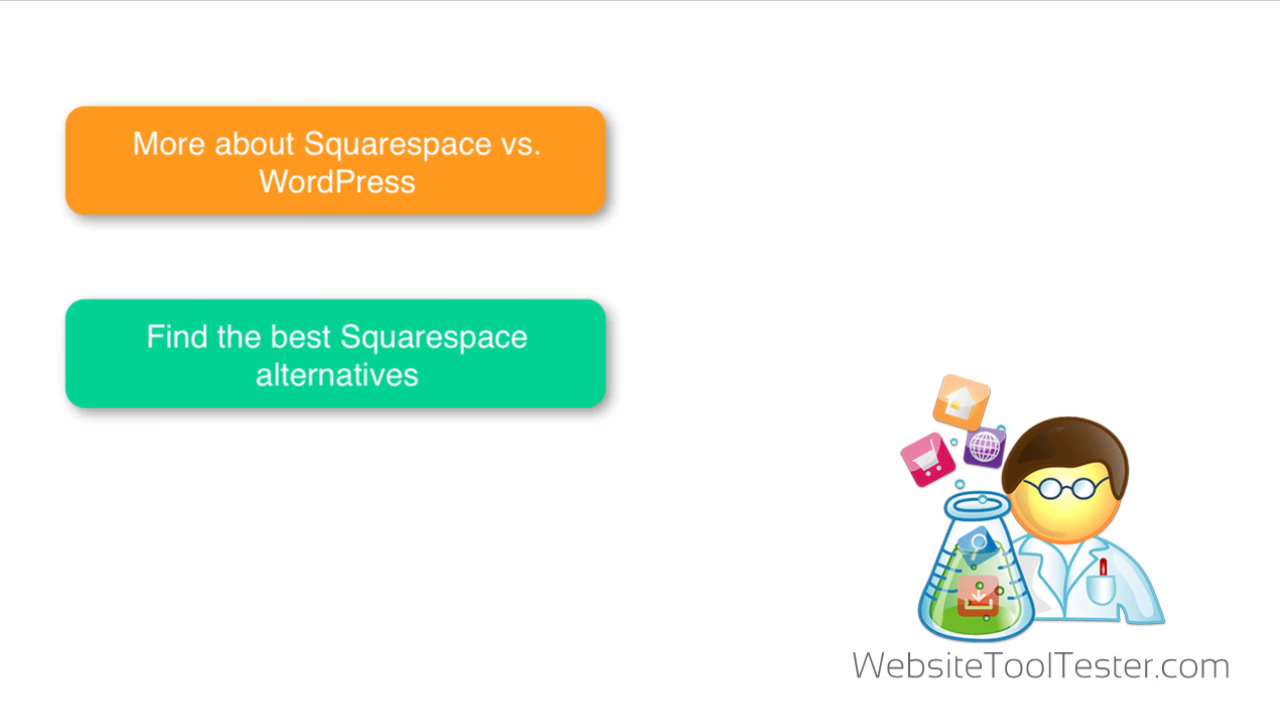 More about Squarespace vs.
WordPress
Find the best Squarespace
alternatives
WebsiteToolTester.com